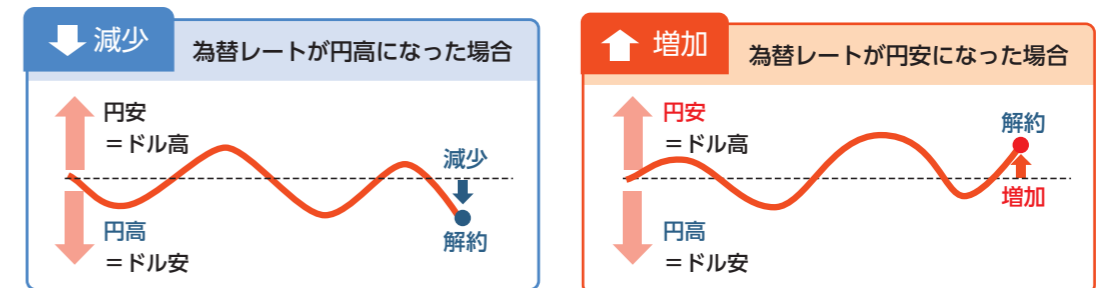 減少
為替レートが円高になった場合
円安
＝ドル高
減少
解約
円高
＝ドル安
増加
為替レートが円安になった場合
円安
＝ドル高
解約
増加
円高
＝ドル安